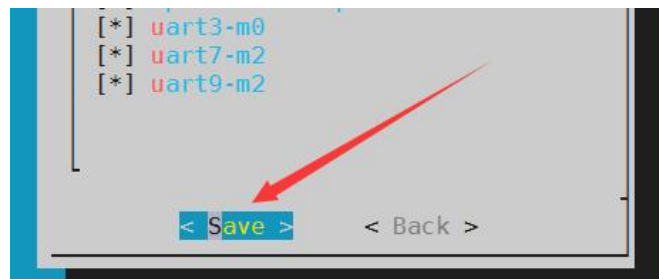 [*] uart3-m0
[*] uart7-m2
[*] uart9-m2
< Save > < Back >